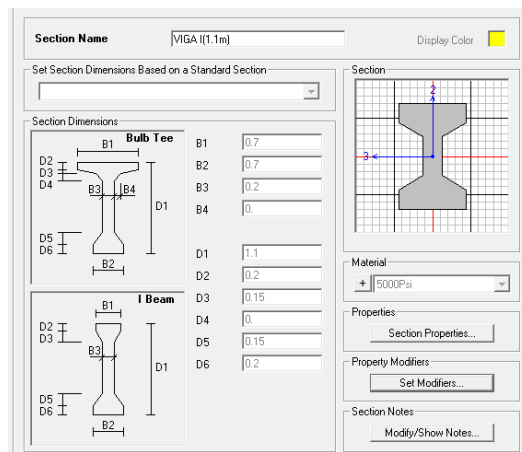 Section Name VIGA I(1.1m) Display Color
Set Section Dimensions Based on a Standard Section
Section
2
3
Section Dimensions
Bulb Tee
B1
D2
D3
D4
B3
B4
D1
D5
D6
B2
I Beam
B1
D2
D3
B3
D1
D5
D6
B2
B1 0.7
B2 0.7
B3 0.2
B4 0.
D1 1.1
D2 0.2
D3 0.15
D4 0.
D5 0.15
D6 0.2
Material
+ 5000Psi
Properties
Section Properties...
Property Modifiers
Set Modifiers...
Section Notes
Modify/Show Notes...